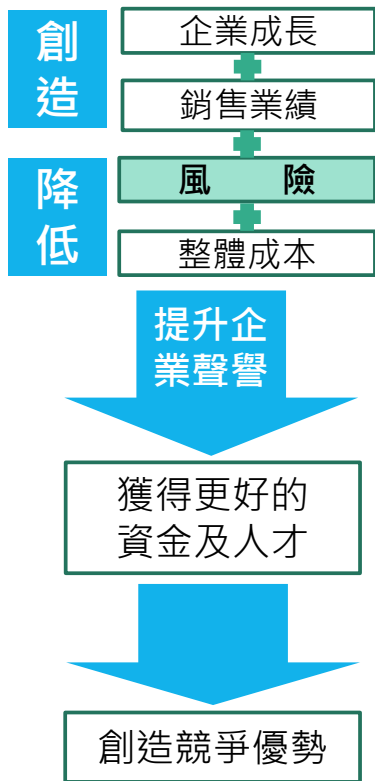 創造
企業成長
銷售業績
降低
風 險
整體成本
提升企
業聲譽
獲得更好的
資金及人才
創造競爭優勢